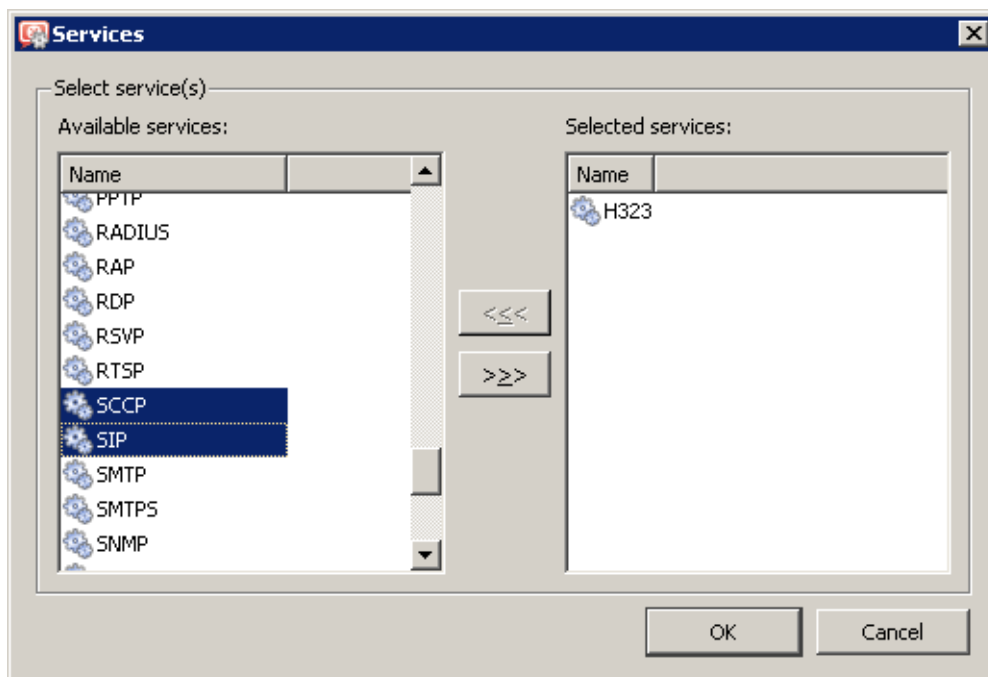 Services
Select service(s)
Available services:
Name
PPTP
RADIUS
RAP
RDP
RSVP
RTSP
SCCP
SIP
SMTP
SMTPS
SNMP
<<<
>>>
Selected services:
Name
H323
OK
Cancel